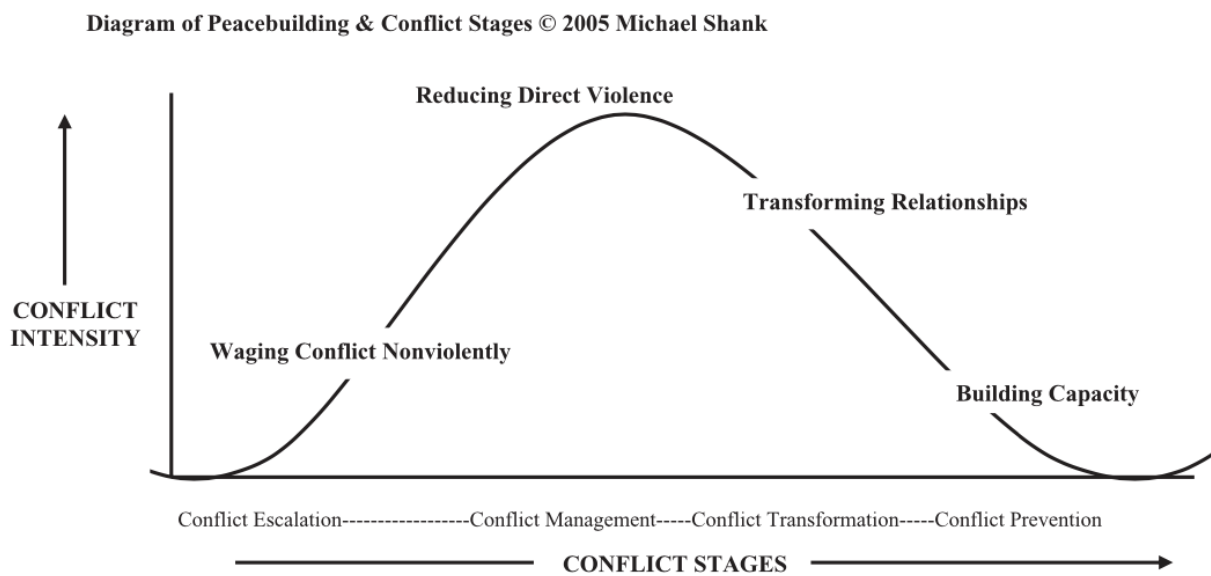 Diagram of Peacebuilding & Conflict Stages © 2005 Michael Shank
Reducing Direct Violence
Transforming Relationships
CONFLICT
INTENSITY
Waging Conflict Nonviolently
Building Capacity
Conflict Escalation------------------Conflict Management-----Conflict Transformation-----Conflict Prevention
CONFLICT STAGES